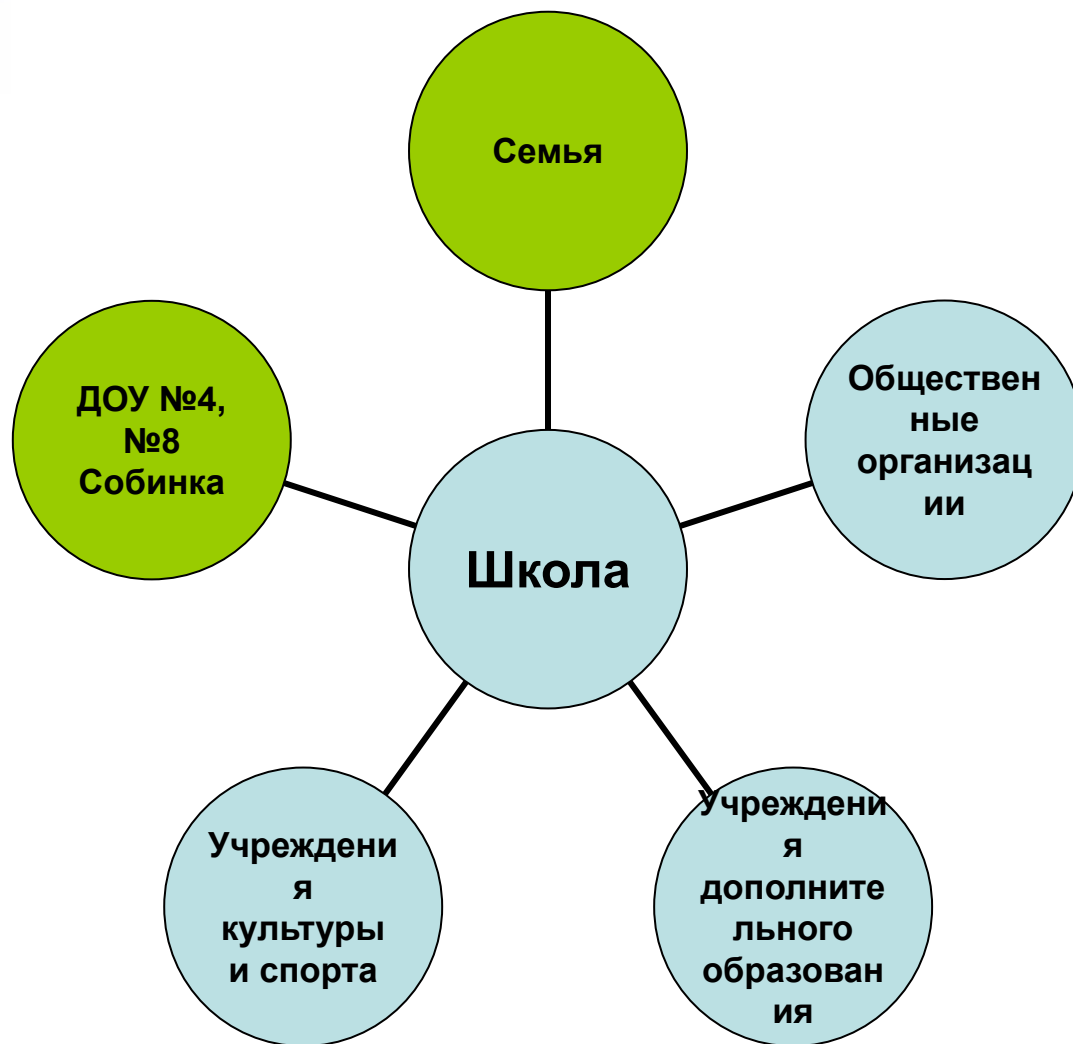 Семья
ДОУ №4,
№8
Собинка
Обществен
ные
организац
ии
Школа
Учреждени
я
культуры
и спорта
Учреждени
я
дополните
льного
образован
ия